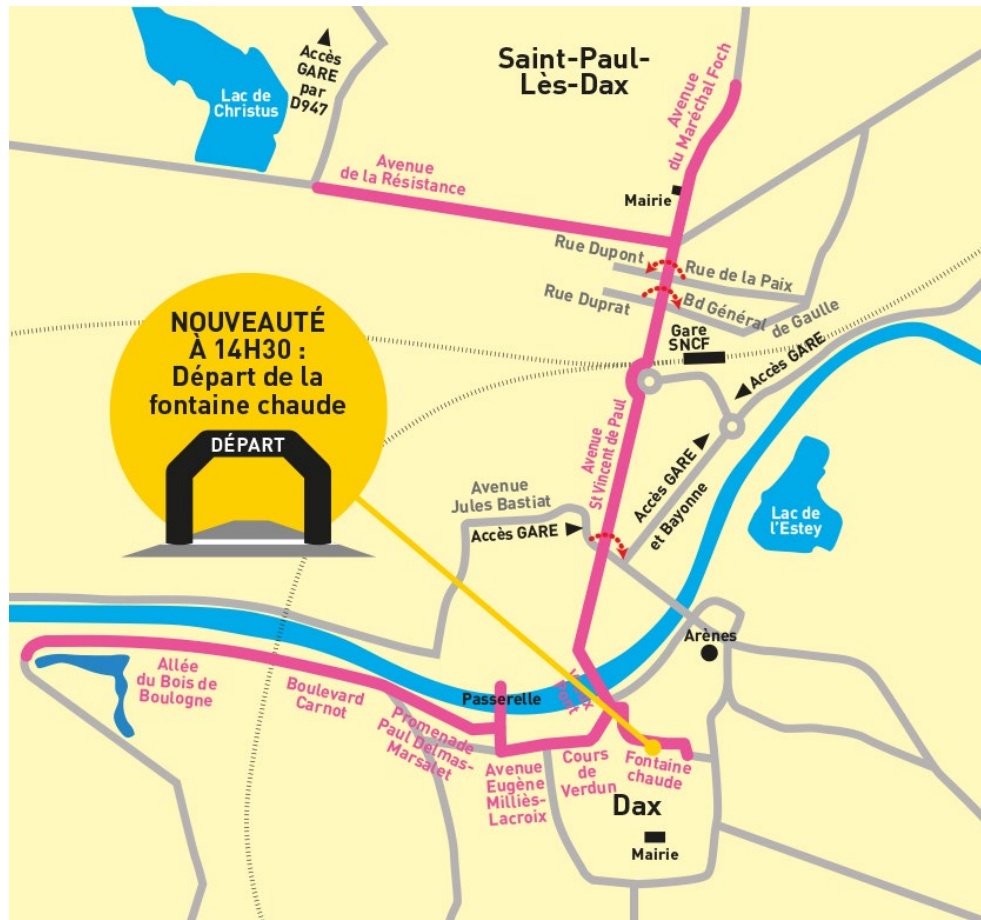 Saint-Paul-
Lès-Dax
Accès
GARE
par
D947
Lac de
Christus
Avenue
du Maréchal Foch
Avenue
de la Résistance
Mairie
Rue Dupont
Rue de la Paix
Rue Duprat
Bd Général
de Gaulle
Gare
SNCF
Accès GARE
NOUVEAUTÉ
À 14H30 :
Départ de la
fontaine chaude
DÉPART
Avenue
St Vincent de Paul
Avenue
Jules Bastiat
Accès GARE
Accès GARE
et Bayonne
Lac de
l'Estey
Arènes
Allée
du Bois de
Boulogne
Boulevard
Carnot
Passerelle
Pont
Promenade
Paul Delmas-
Marsalet
Avenue
Eugène
Milliès-
Lacroix
Cours
de
Verdun
Fontaine
chaude
Dax
Mairie